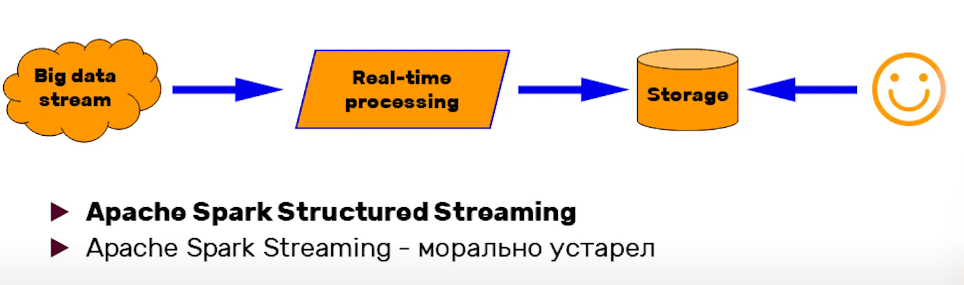 Big data
stream
Real-time
processing
Storage
Apache Spark Structured Streaming
Apache Spark Streaming - морально устарел